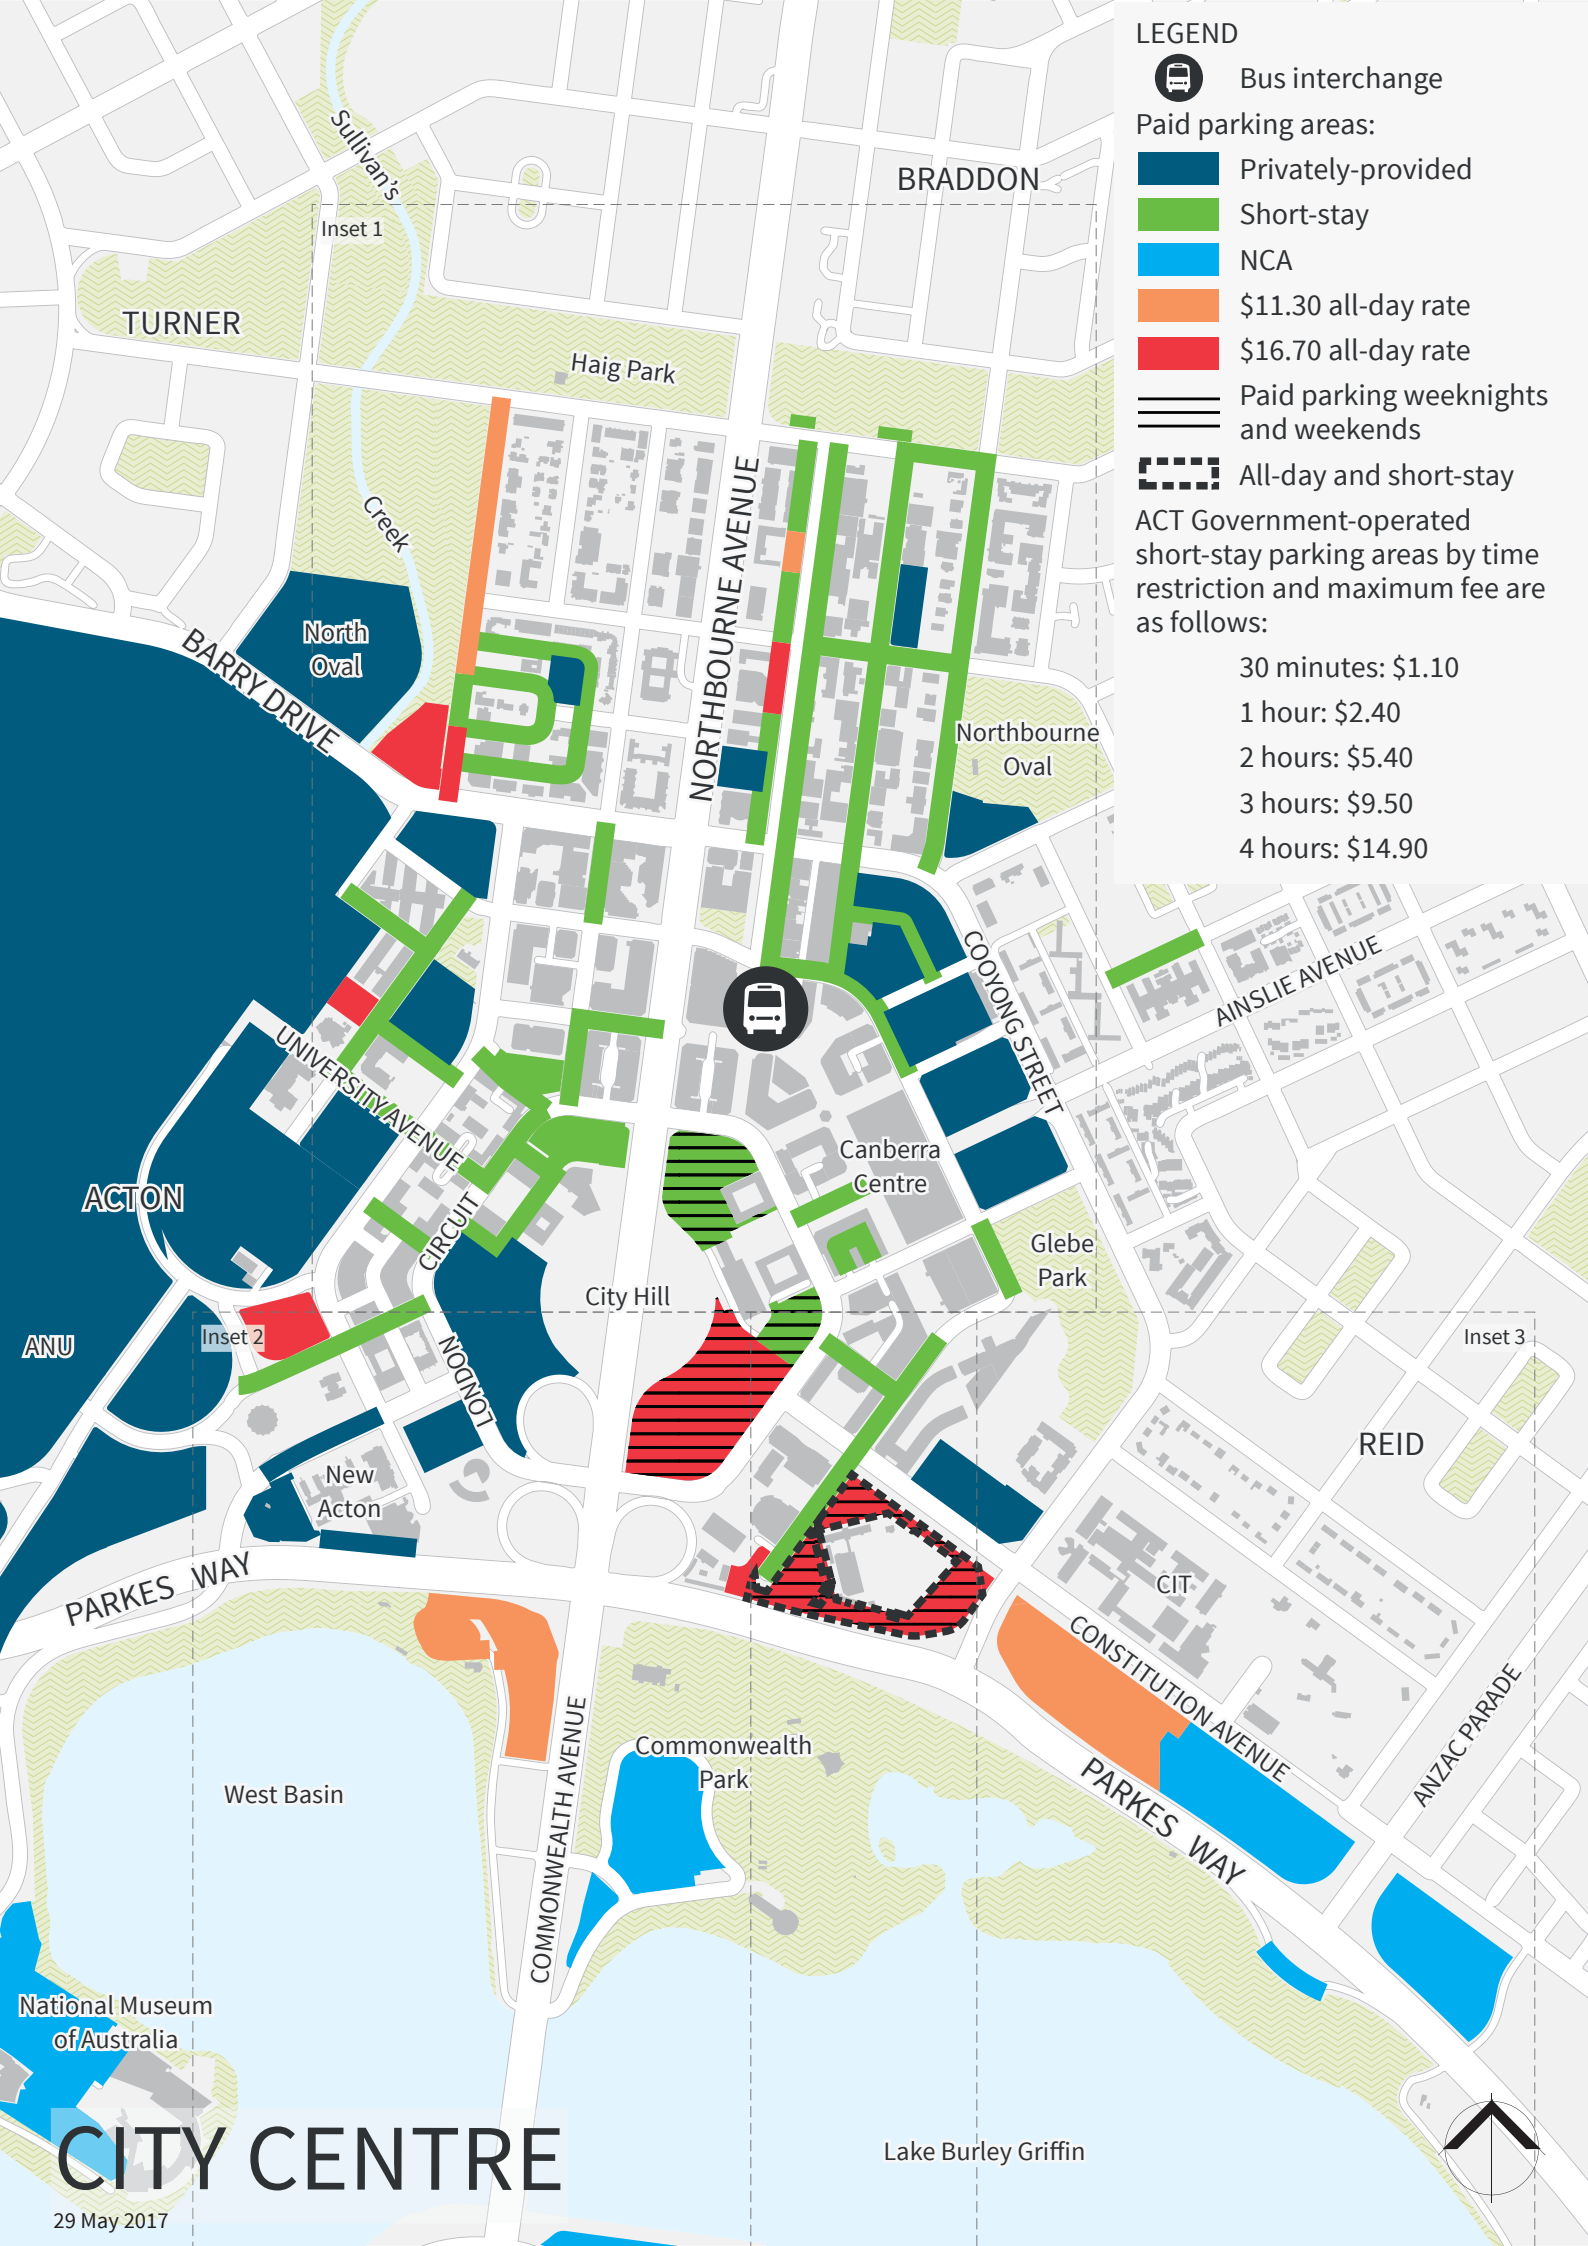 LEGEND
Bus interchange
Paid parking areas:
Privately-provided
Short-stay
NCA
$11.30 all-day rate
$16.70 all-day rate
Paid parking weeknights
and weekends
All-day and short-stay
ACT Government-operated
short-stay parking areas by time
restriction and maximum fee are
as follows:
30 minutes: $1.10
1 hour: $2.40
2 hours: $5.40
3 hours: $9.50
4 hours: $14.90
Sullivan's
BRADDON
Inset 1
TURNER
Haig Park
Creek
NORTHBOURNE AVENUE
North
Oval
BARRY DRIVE
Northbourne
Oval
COOYONG STREET
AINSLIE AVENUE
UNIVERSITY AVENUE
Canberra
Centre
ACTON
CIRCUIT
Glebe
Park
City Hill
ANU
Inset 2
Inset 3
LONDON
REID
New
Acton
PARKES WAY
CIT
CONSTITUTION AVENUE
ANZAC PARADE
COMMONWEALTH AVENUE
Commonwealth
Park
West Basin
PARKES WAY
National Museum
of Australia
CITY CENTRE
Lake Burley Griffin
29 May 2017